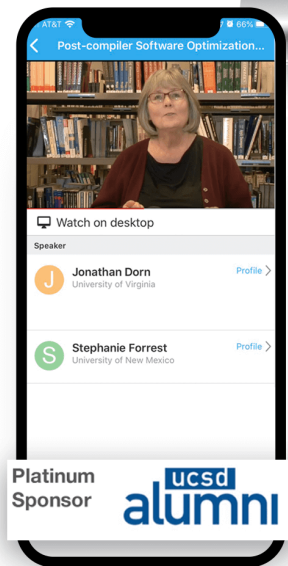 AT&T
66%
Post-compiler Software Optimization...
Watch on desktop
Speaker
J
Jonathan Dorn
Profile
University of Virginia
S
Stephanie Forrest
Profile
University of New Mexico
Platinum
Sponsor
ucsd
alumni